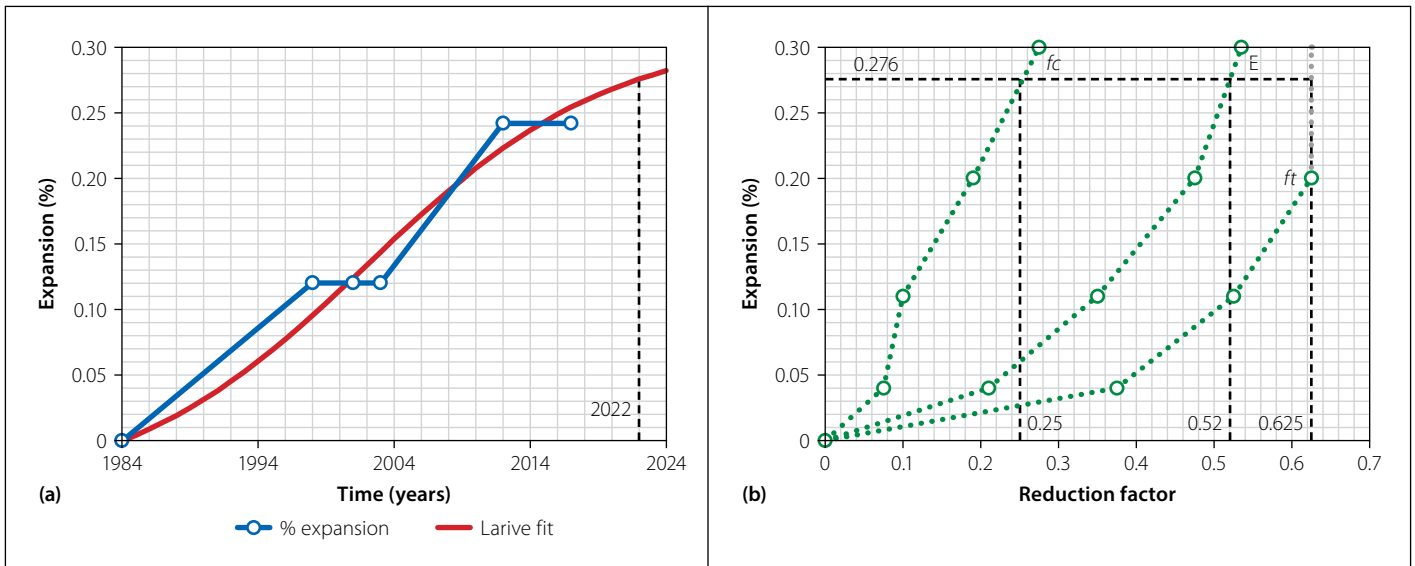 0.30
0.25
0.20
0.15
0.10
0.05
0
Expansion (%)
2022
1984
1994
2004
2014
2024
(a)
Time (years)
% expansion
Larive fit
0.30
0.25
0.20
0.15
0.10
0.05
0
Expansion (%)
0.276
fc
E
ft
0.25
0.52
0.625
0
0.1
0.2
0.3
0.4
0.5
0.6
0.7
(b)
Reduction factor